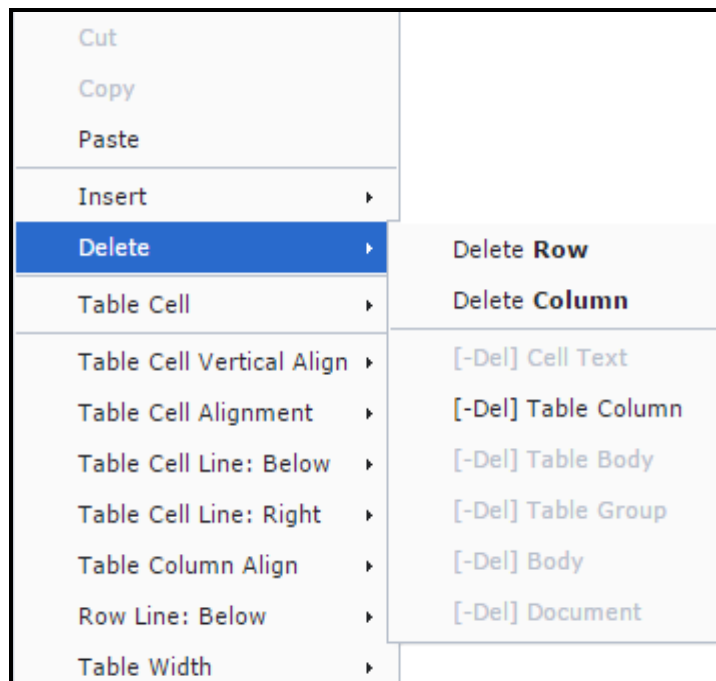 Cut
Copy
Paste
Insert
Delete
Table Cell
Table Cell Vertical Align
Table Cell Alignment
Table Cell Line: Below
Table Cell Line: Right
Table Column Align
Row Line: Below
Table Width
Delete Row
Delete Column
[-Del] Cell Text
[-Del] Table Column
[-Del] Table Body
[-Del] Table Group
[-Del] Body
[-Del] Document